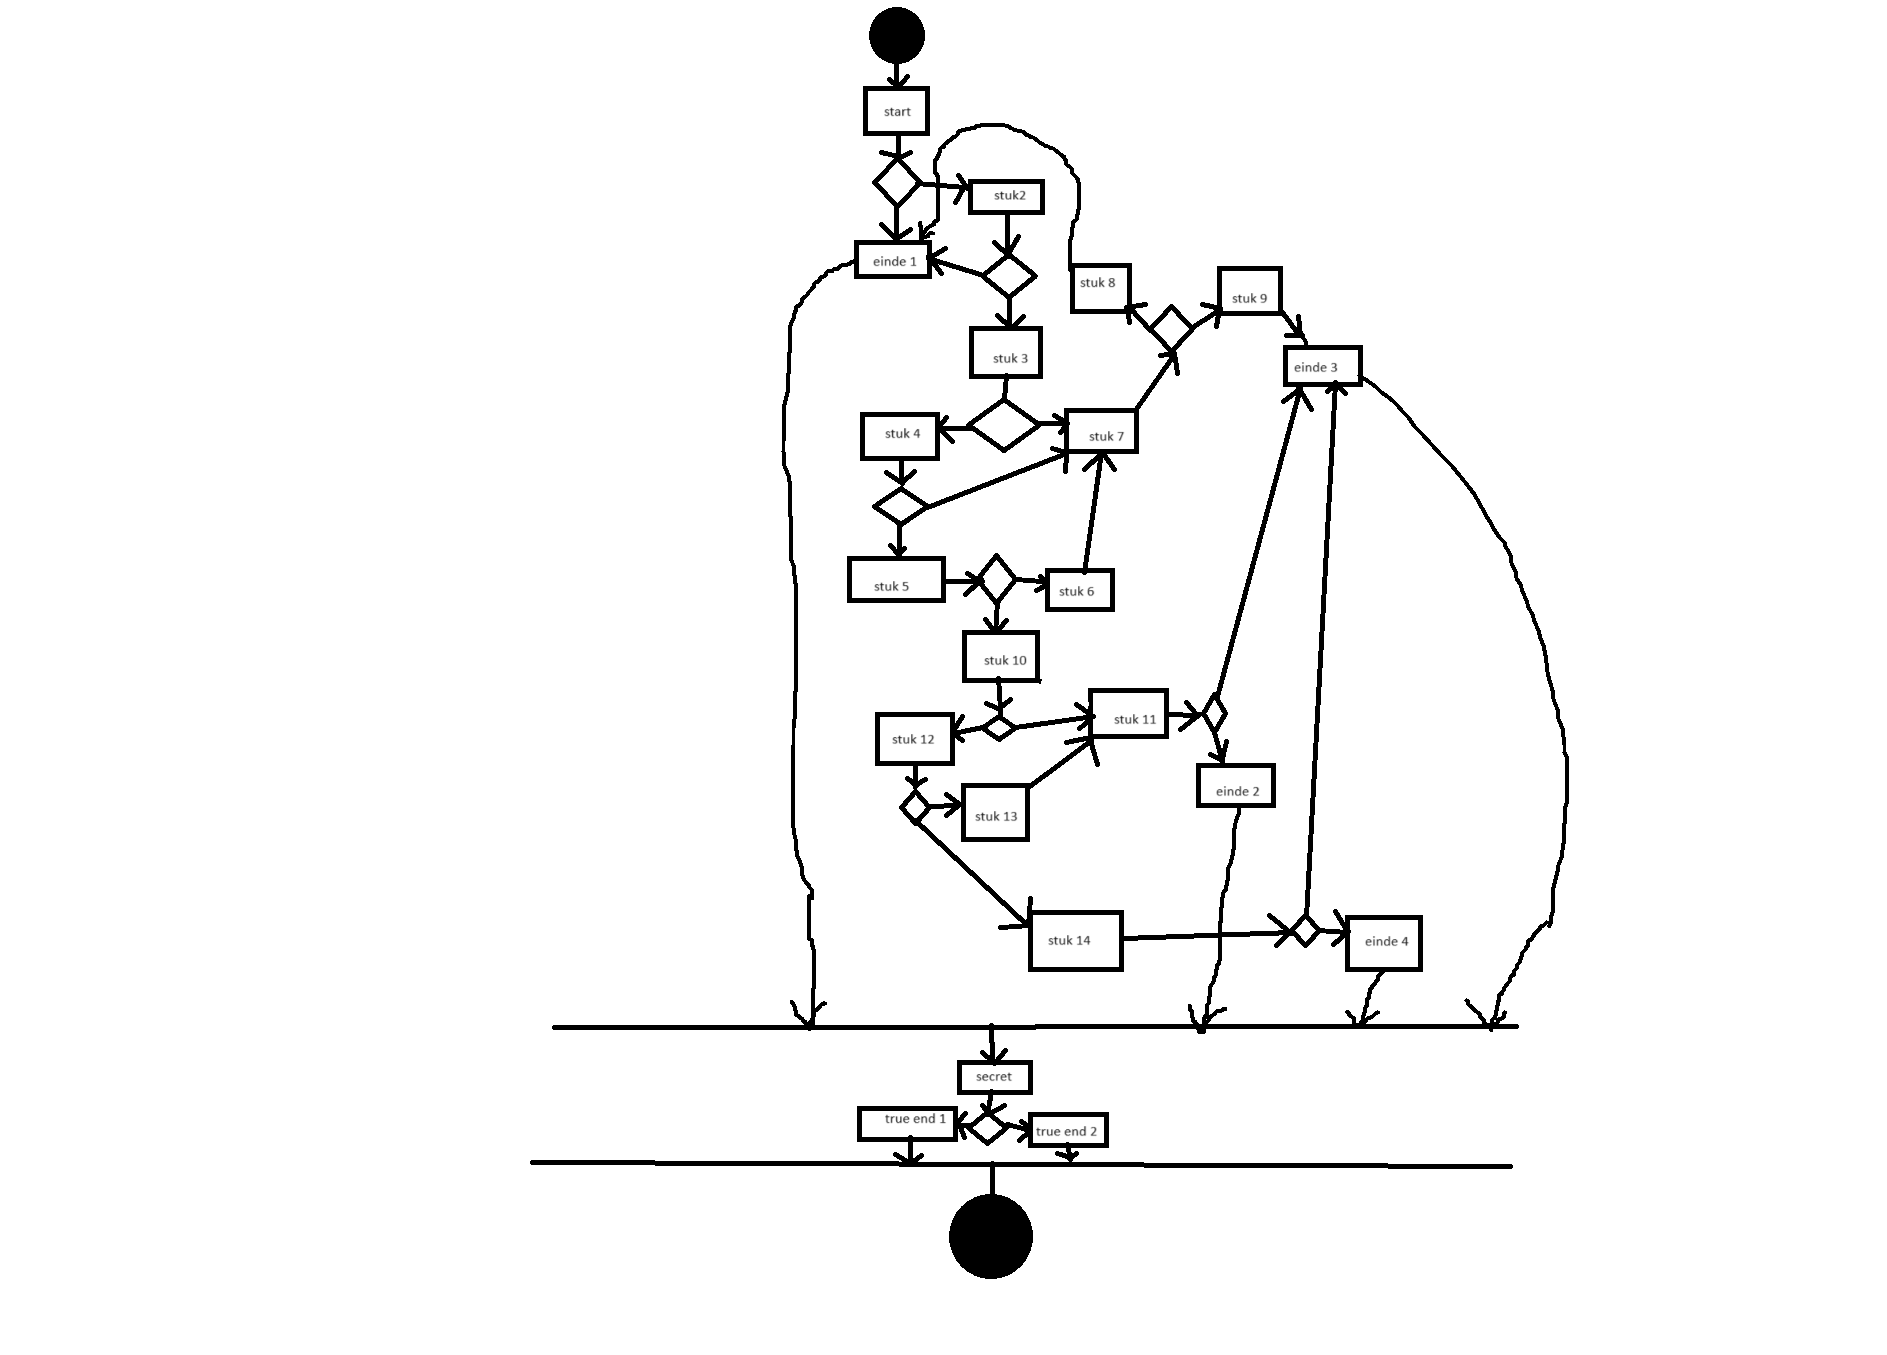 start
stuk2
einde 1
stuk 8
stuk 9
stuk 3
einde 3
stuk 4
stuk 7
stuk 5
stuk 6
stuk 10
stuk 12
stuk 11
einde 2
stuk 13
stuk 14
einde 4
secret
true end 1
true end 2